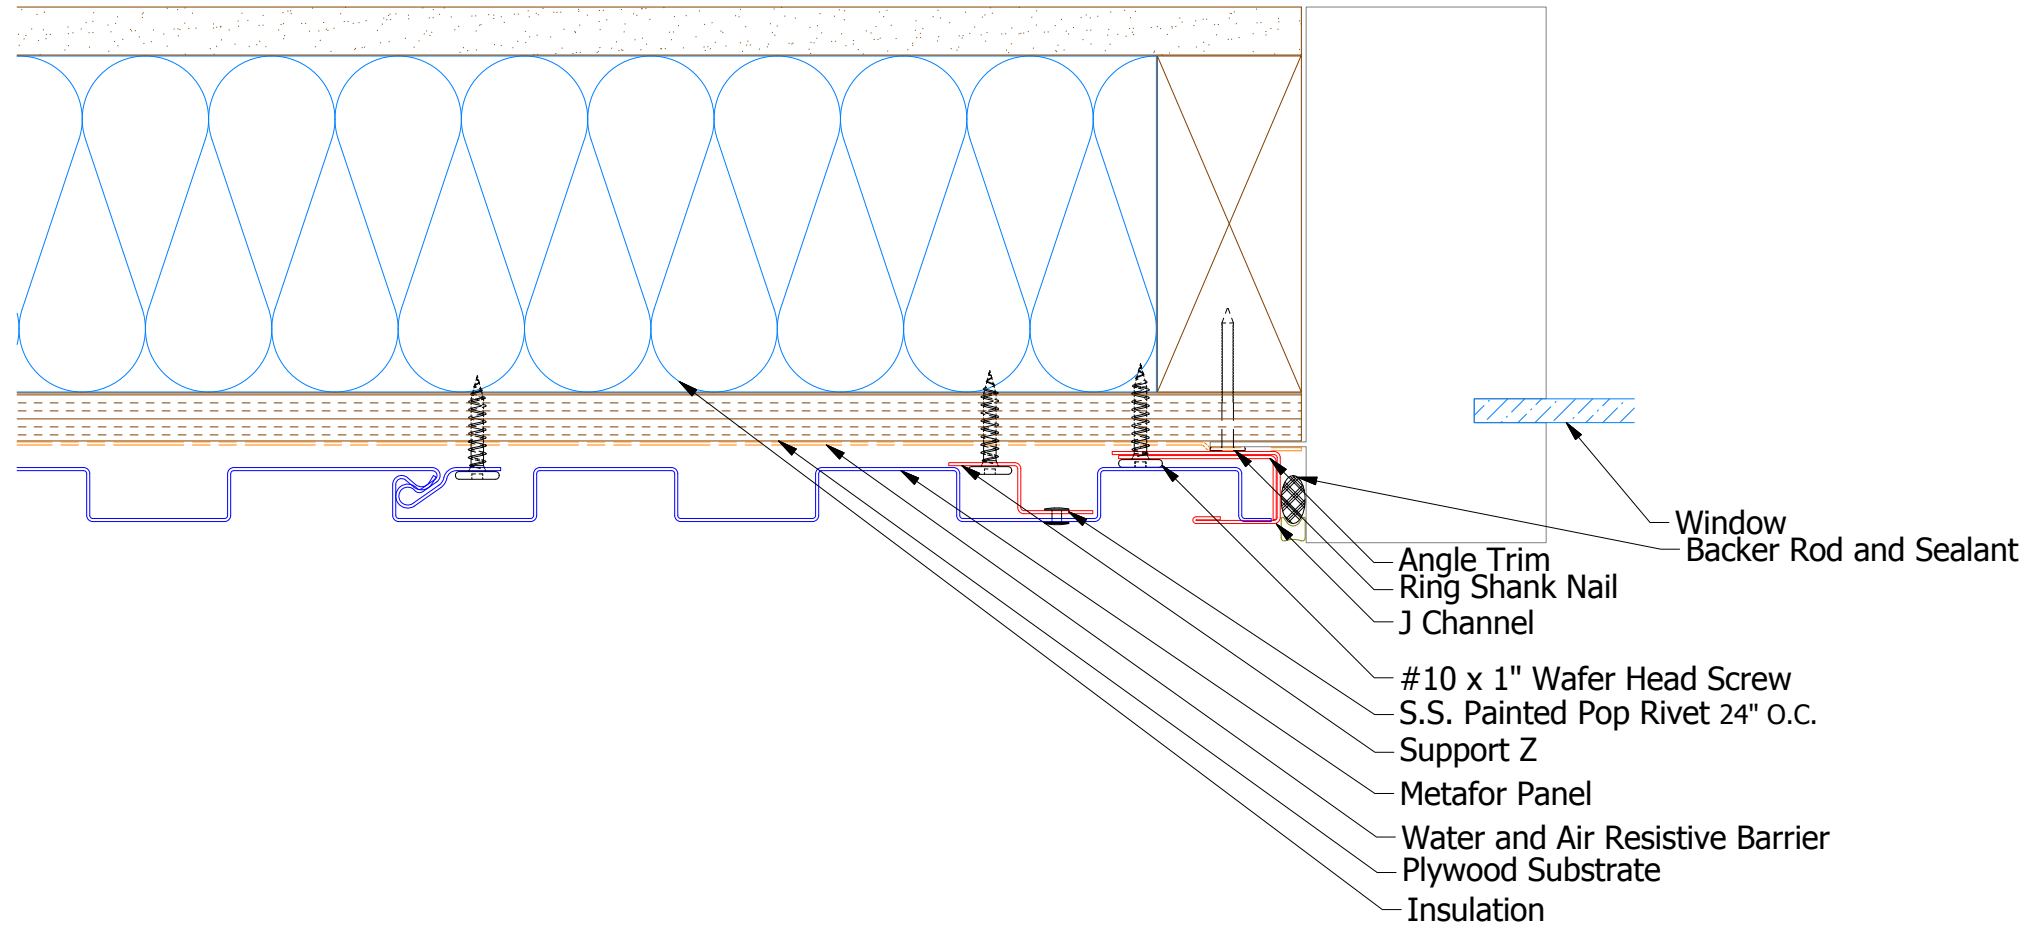 Window
Backer Rod and Sealant
Angle Trim
Ring Shank Nail
J Channel
#10 x 1" Wafer Head Screw
S.S. Painted Pop Rivet 24" O.C.
Support Z
Metafor Panel
Water and Air Resistive Barrier
Plywood Substrate
Insulation